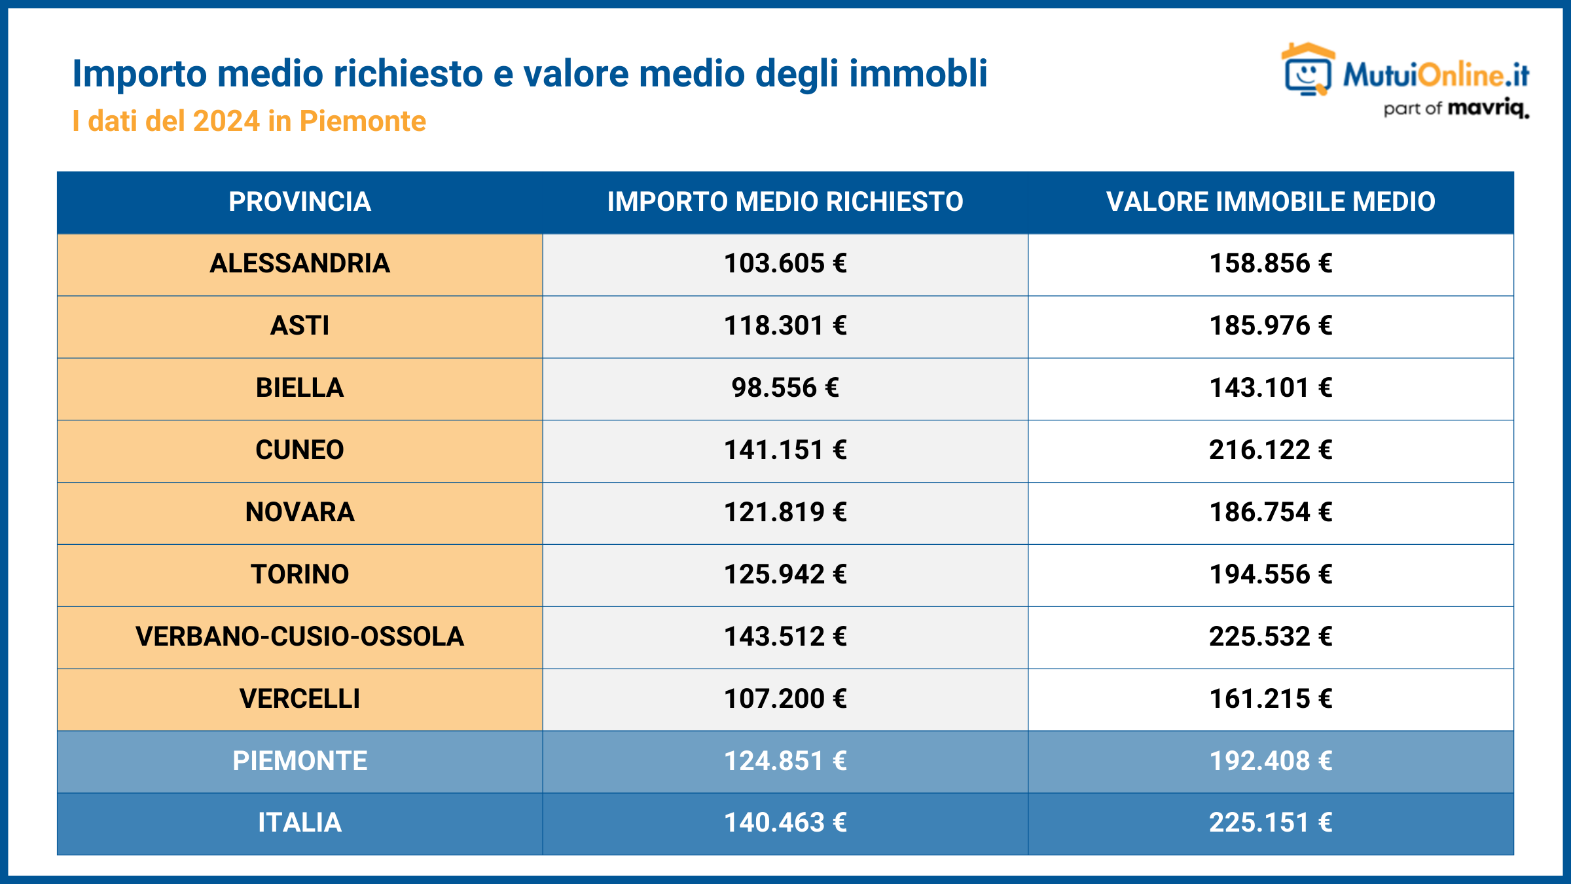 Importo medio richiesto e valore medio degli immobli
I dati del 2024 in Piemonte
MutuiOnline.it
part of mavriq.
PROVINCIA IMPORTO MEDIO RICHIESTO VALORE IMMOBILE MEDIO
ALESSANDRIA 103.605 € 158.856 €
ASTI 118.301 € 185.976 €
BIELLA 98.556 € 143.101 €
CUNEO 141.151 € 216.122 €
NOVARA 121.819 € 186.754 €
TORINO 125.942 € 194.556 €
VERBANO-CUSIO-OSSOLA 143.512 € 225.532 €
VERCELLI 107.200 € 161.215 €
PIEMONTE 124.851 € 192.408 €
ITALIA 140.463 € 225.151 €